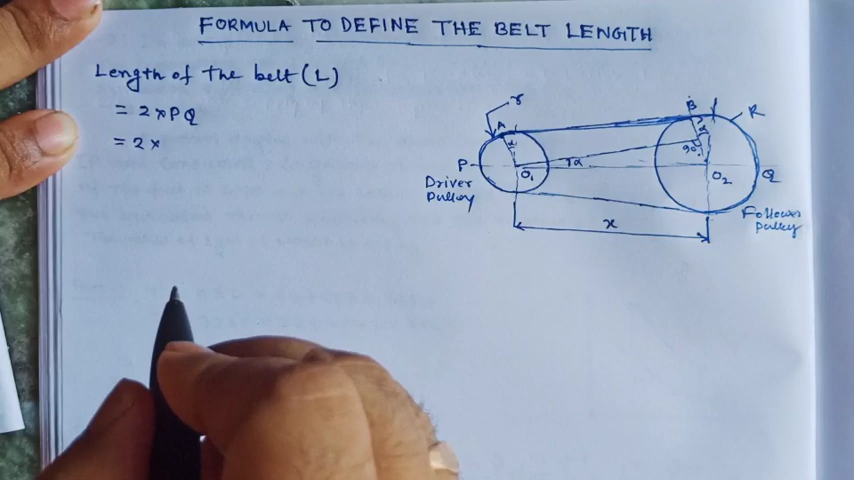 FORMULA TO DEFINE THE BELT LENGTH
Length of the belt (L)
= 2 x PQ
= 2 x
r
A
B
R
α
α
90°
P
O1
α
O2
Q
Driver
Pulley
x
Follower
pulley